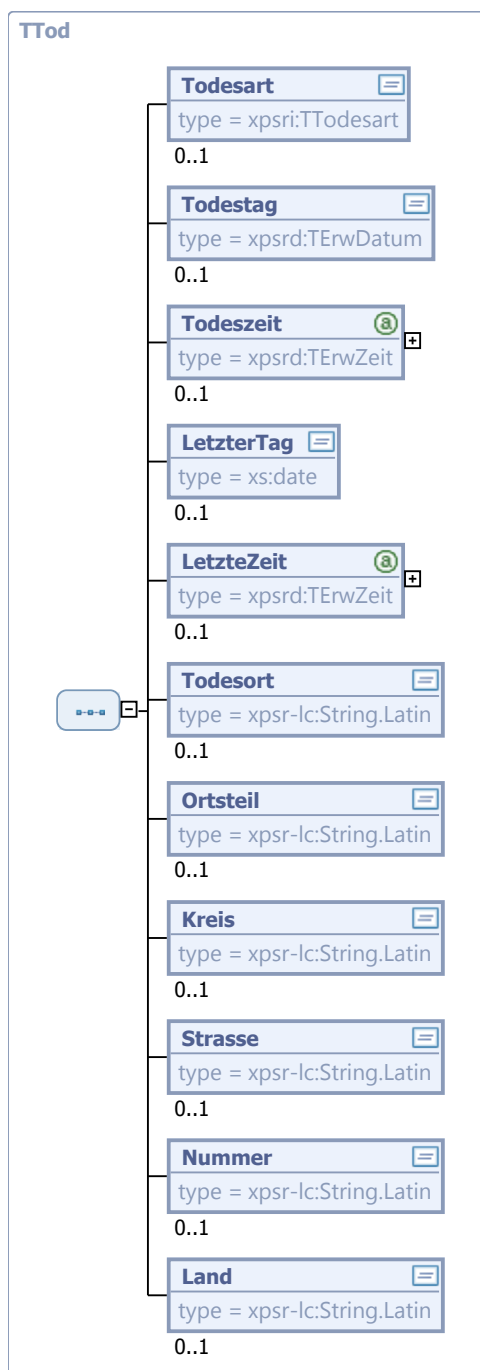 TTod
Todesart
type = xpsri:TTodesart
0..1
Todestag
type = xpsrd:TErwDatum
0..1
Todeszeit
type = xpsrd:TErwZeit
0..1
LetzterTag
type = xs:date
0..1
LetzteZeit
type = xpsrd:TErwZeit
0..1
Todesort
type = xpsr-lc:String.Latin
0..1
Ortsteil
type = xpsr-lc:String.Latin
0..1
Kreis
type = xpsr-lc:String.Latin
0..1
Strasse
type = xpsr-lc:String.Latin
0..1
Nummer
type = xpsr-lc:String.Latin
0..1
Land
type = xpsr-lc:String.Latin
0..1